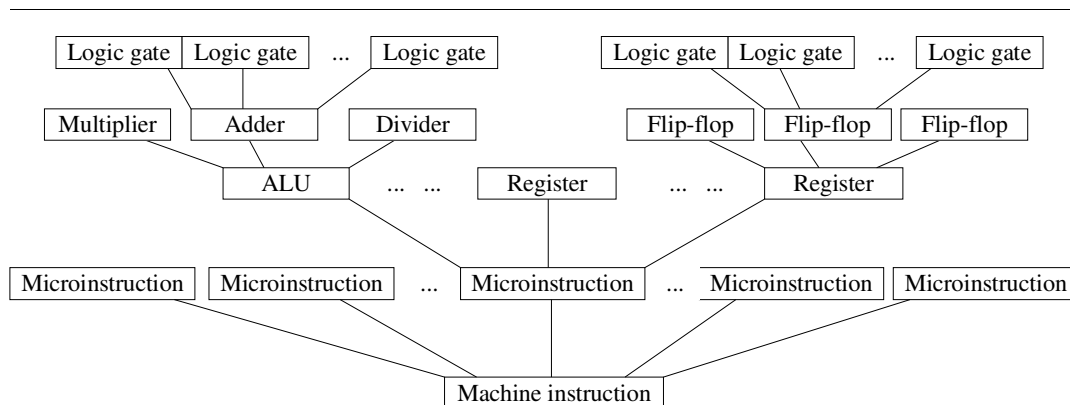 Logic gate Logic gate ... Logic gate Logic gate Logic gate ... Logic gate
Multiplier Adder Divider Flip-flop Flip-flop Flip-flop
ALU ... ... Register ... ... Register
Microinstruction Microinstruction ... Microinstruction ... Microinstruction Microinstruction
Machine instruction